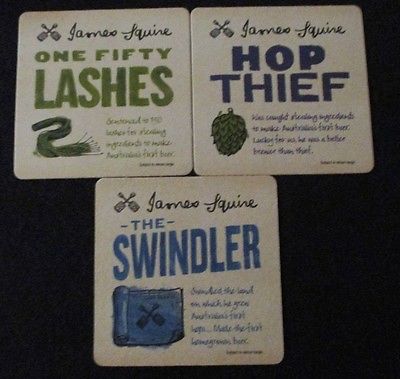 James Squire
ONE FIFTY
LASHES
Sentenced to 150
lashes for stealing
ingredients to make
Australia's first beer.
James Squire
HOP
THIEF
Was caught stealing ingredients
to make Australia's first beer.
Lucky for us, he was a better
brewer than thief.
James Squire
-THE-
SWINDLER
Swindled the land
on which he grew
Australia's first
hops... Made the first
homegrown beer.